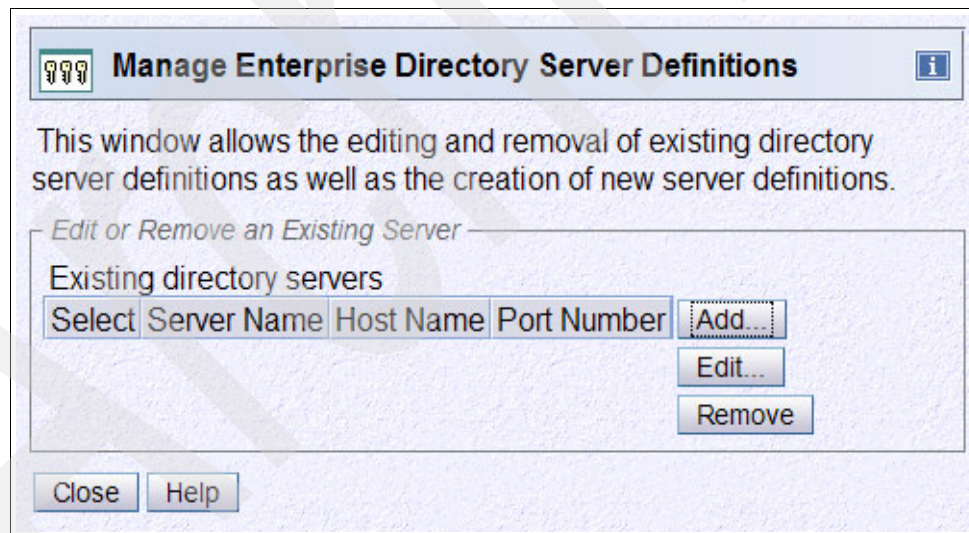 Manage Enterprise Directory Server Definitions i
This window allows the editing and removal of existing directory
server definitions as well as the creation of new server definitions.
Edit or Remove an Existing Server
Existing directory servers
Select Server Name Host Name Port Number Add...
Edit...
Remove
Close Help